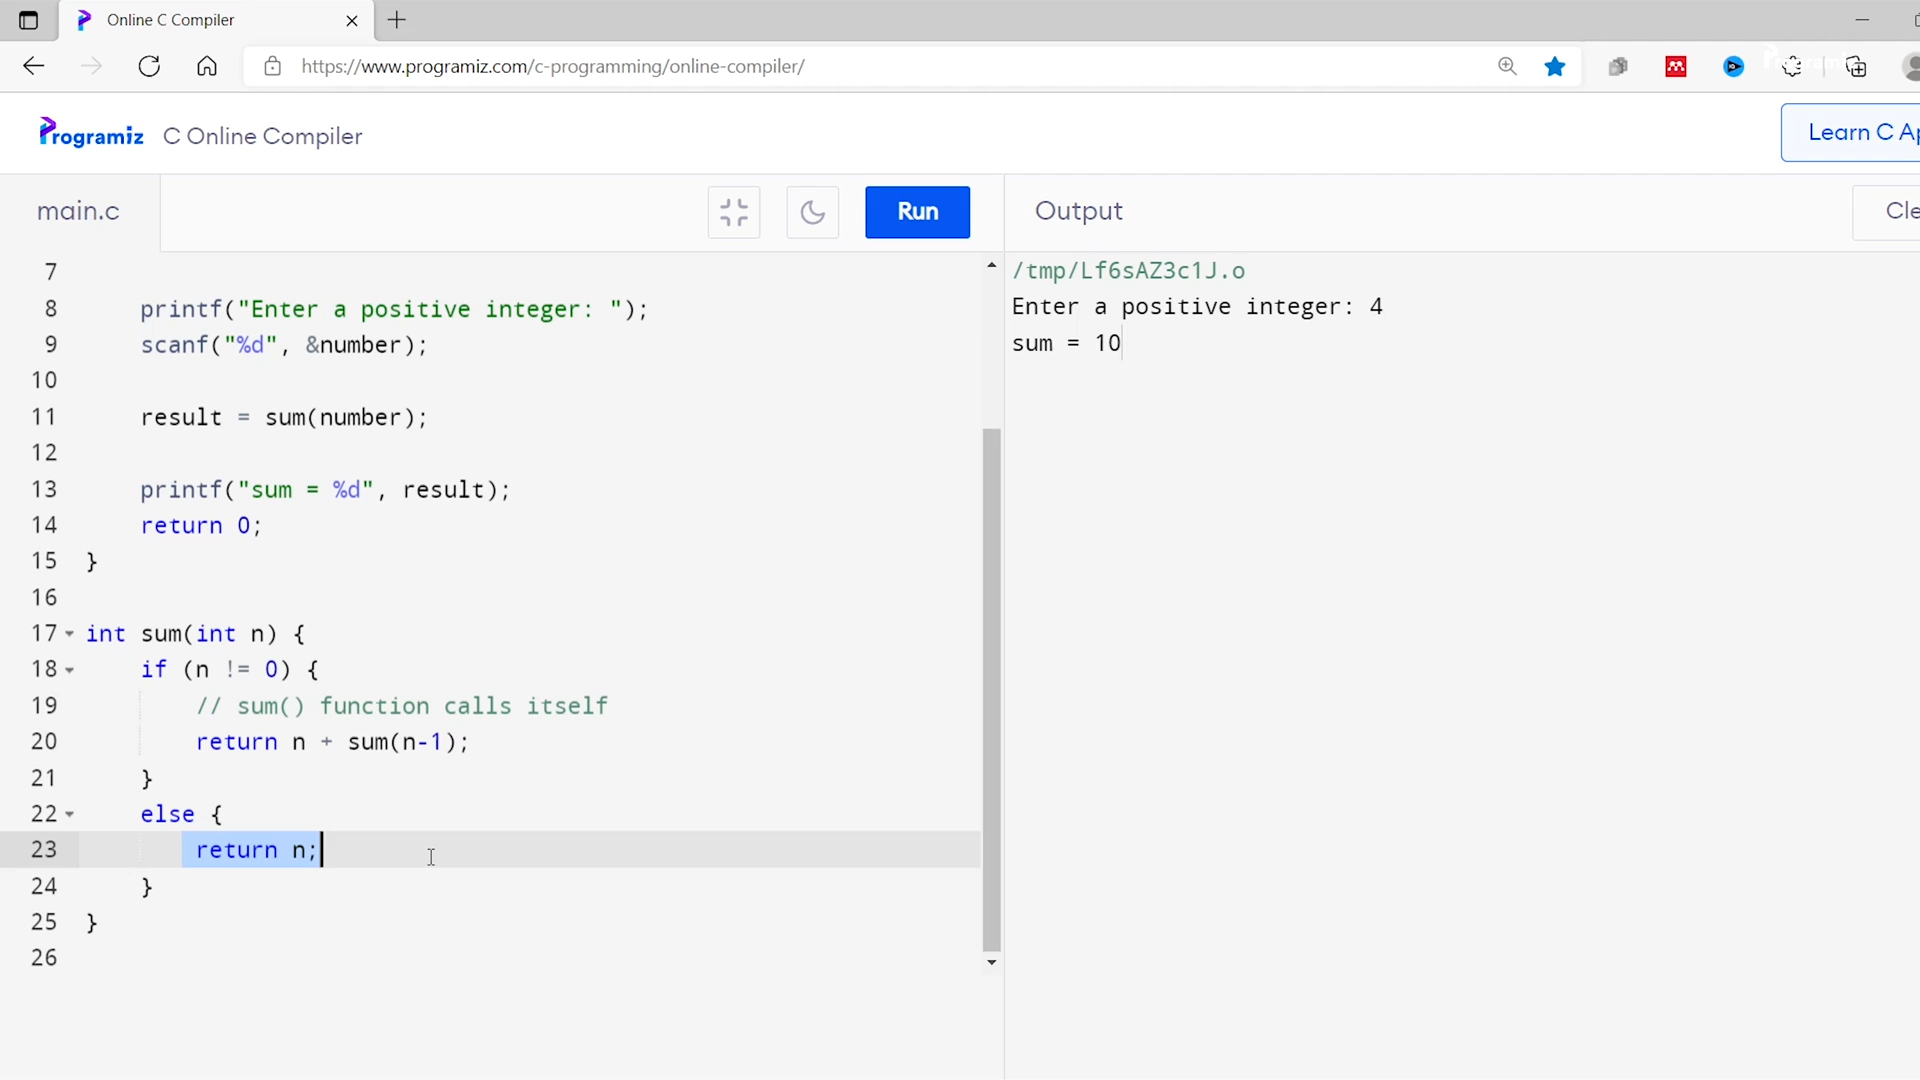 Online C Compiler
https://www.programiz.com/c-programming/online-compiler/
Programiz C Online Compiler
Learn C Ap
main.c
Run
Output
Cle
7
8 printf("Enter a positive integer: ");
9 scanf("%d", &number);
10
11 result = sum(number);
12
13 printf("sum = %d", result);
14 return 0;
15 }
16
17 int sum(int n) {
18 if (n != 0) {
19 // sum() function calls itself
20 return n + sum(n-1);
21 }
22 else {
23 return n;
24 }
25 }
26
/tmp/Lf6sAZ3c1J.o
Enter a positive integer: 4
sum = 10